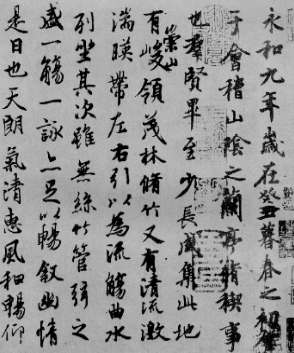 永和九年歲在癸丑暮春之初會
于會稽山陰之蘭亭脩稧事
也羣賢畢至少長咸集此地
有崇山峻領茂林脩竹又有清流激
湍暎帶左右引以為流觴曲水
列坐其次雖無絲竹管弦之
盛一觴一詠亦足以暢敘幽情
是日也天朗氣清惠風和暢仰